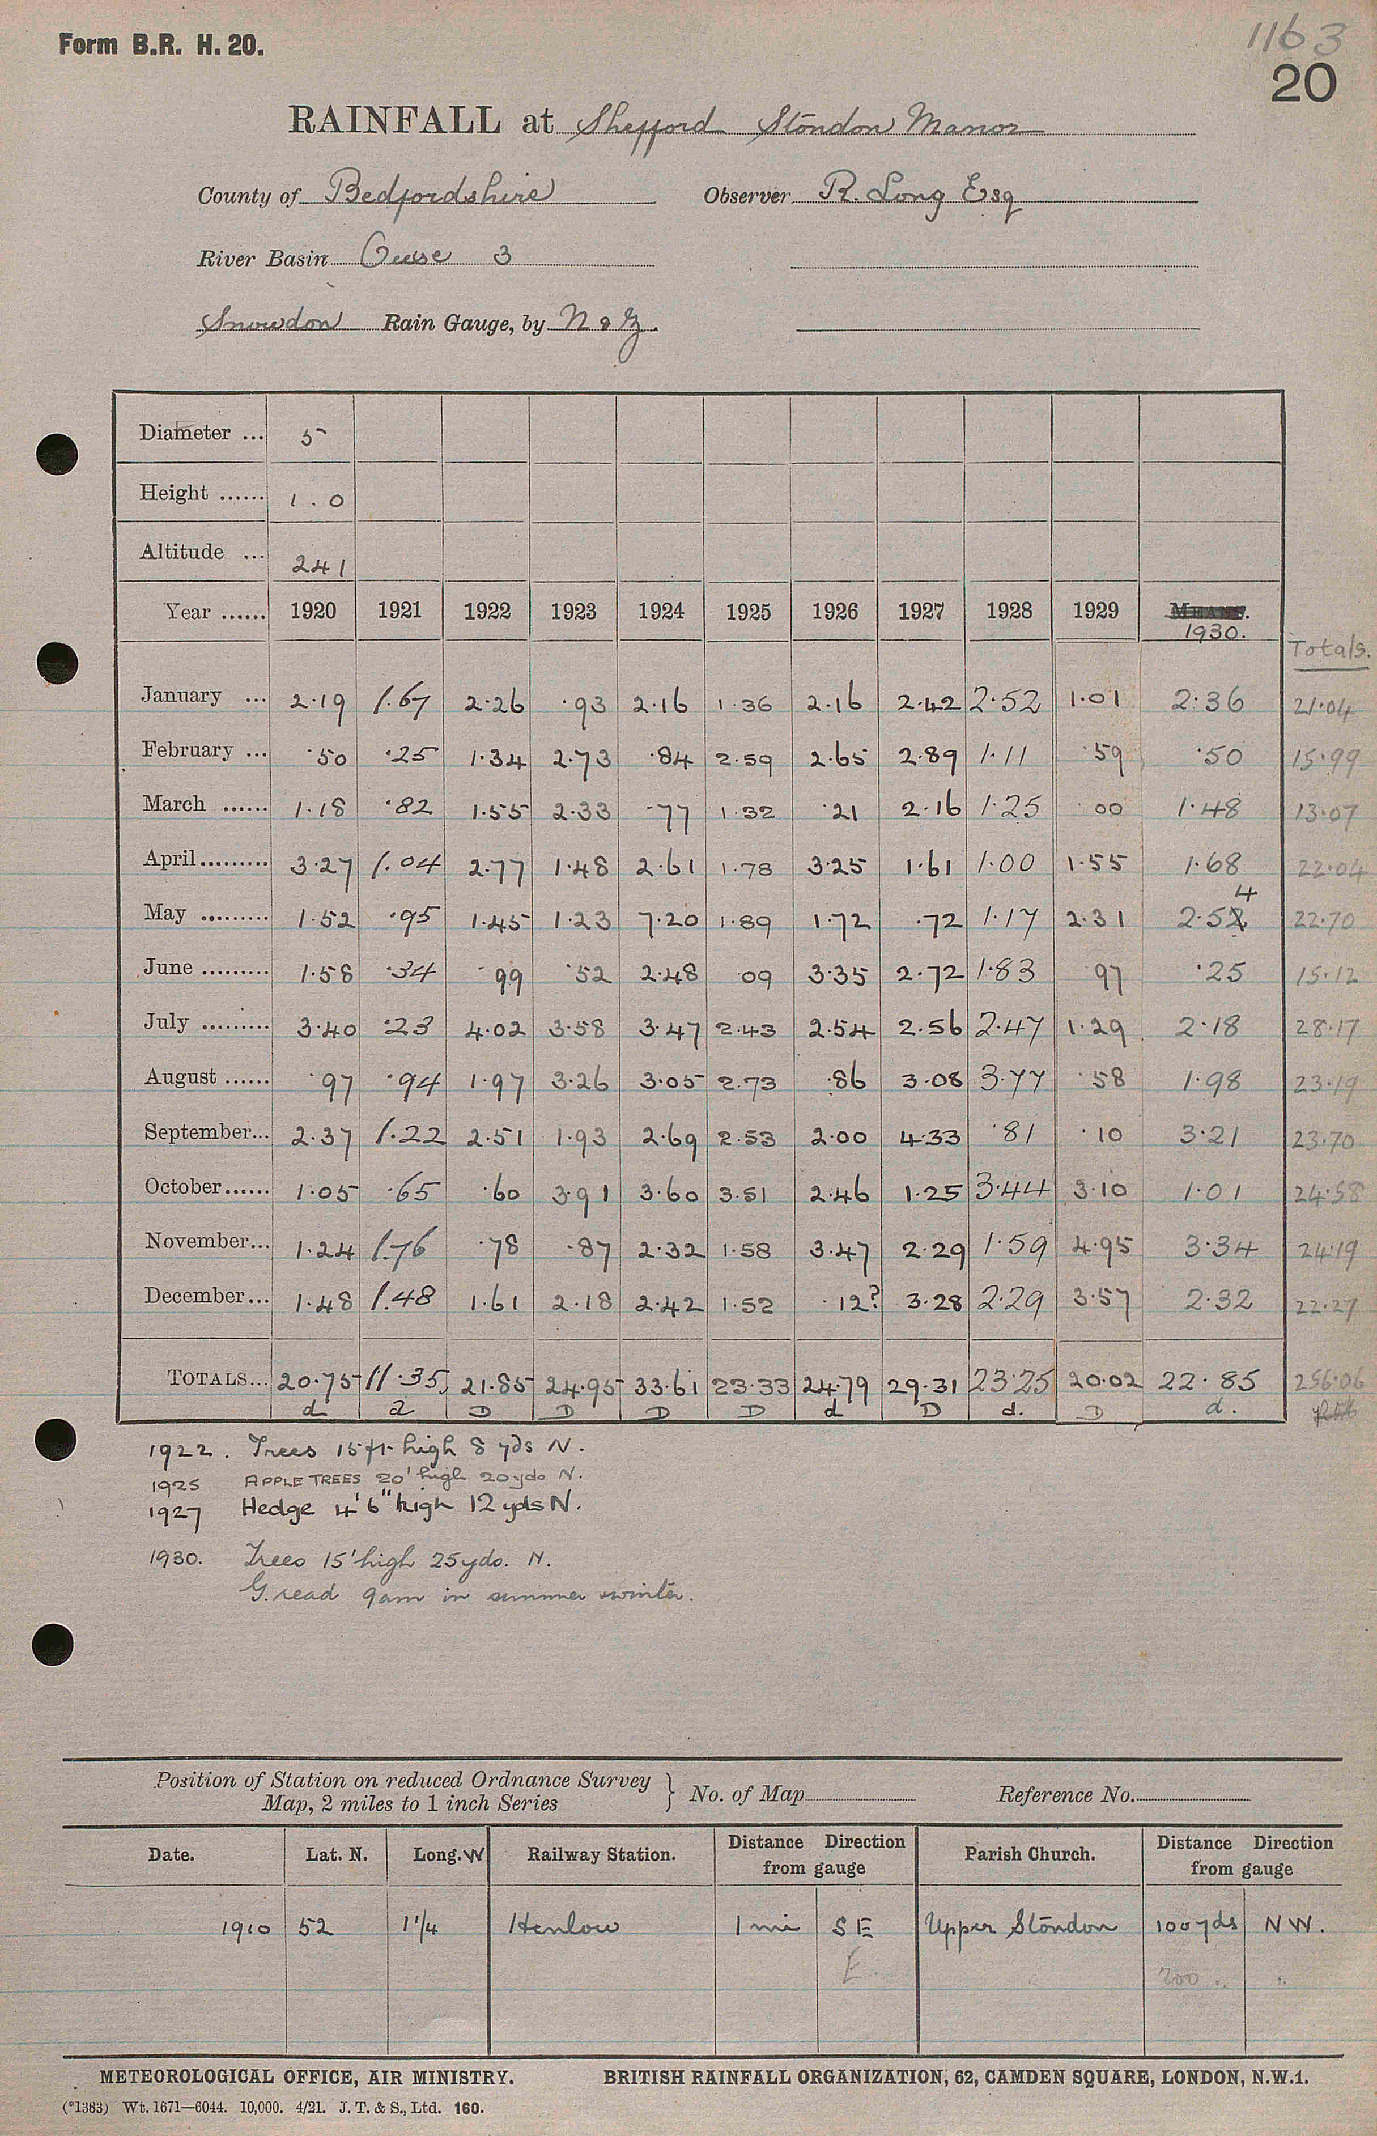 Form B.R. H. 20.
1163
20
RAINFALL at Shefford Stondon Manor
County of Bedfordshire Observer R. Long Esq
River Basin Ouse 3
Snowdon Rain Gauge, by N & Z.
Diameter ... 5
Height ...... 1.0
Altitude ... 241
Year ...... 1920 1921 1922 1923 1924 1925 1926 1927 1928 1929 MEANS. 1930. Totals.
January ... 2.19 1.67 2.26 .93 2.16 1.36 2.16 2.42 2.52 1.01 2.36 21.04
February ... .50 .25 1.34 2.73 .84 2.59 2.65 2.89 1.11 .59 .50 15.99
March ...... 1.18 .82 1.55 2.33 .77 1.32 .21 2.16 1.25 00 1.48 13.07
April......... 3.27 1.04 2.77 1.48 2.61 1.78 3.25 1.61 1.00 1.55 1.68 22.04
May ......... 1.52 .95 1.45 1.23 7.20 1.89 1.72 .72 1.17 2.31 2.54 22.70
June ......... 1.58 .34 .99 .52 2.48 .09 3.35 2.72 1.83 97 .25 15.12
July ......... 3.40 .23 4.02 3.58 3.47 2.43 2.54 2.56 2.47 1.29 2.18 28.17
August ...... .97 .94 1.97 3.26 3.05 2.73 .86 3.08 3.77 .58 1.98 23.19
September... 2.37 1.22 2.51 1.93 2.69 2.53 2.00 4.33 .81 .10 3.21 23.70
October...... 1.05 .65 .60 3.91 3.60 3.51 2.46 1.25 3.44 3.10 1.01 24.58
November... 1.24 1.76 .78 .87 2.32 1.58 3.47 2.29 1.59 4.95 3.34 24.19
December... 1.48 1.48 1.61 2.18 2.42 1.52 .12? 3.28 2.29 3.57 2.32 22.27
TOTALS... 20.75 11.35 21.85 24.95 33.61 23.33 24.79 29.31 23.25 20.02 22.85 256.06
d d D D D D d D d. D d.
1922. Trees 15 ft high 8 yds N.
1925 APPLE TREES 20' high 20 yds N.
1927 Hedge 4'6" high 12 yds N.
1930. Trees 15' high 25 yds. N.
G. read 9am in summer & winter.
Position of Station on reduced Ordnance Survey
Map, 2 miles to 1 inch Series } No. of Map Reference No.
Date. Lat. N. Long. W Railway Station. Distance Direction from gauge Parish Church. Distance Direction from gauge
1910 52 1 1/4 Henlow 1 mi S E Upper Stondon 100 yds N W.
E. 200 " "
METEOROLOGICAL OFFICE, AIR MINISTRY. BRITISH RAINFALL ORGANIZATION, 62, CAMDEN SQUARE, LONDON, N.W.1.
(*1383) Wt. 1671—6044. 10,000. 4/21. J. T. & S., Ltd. 160.